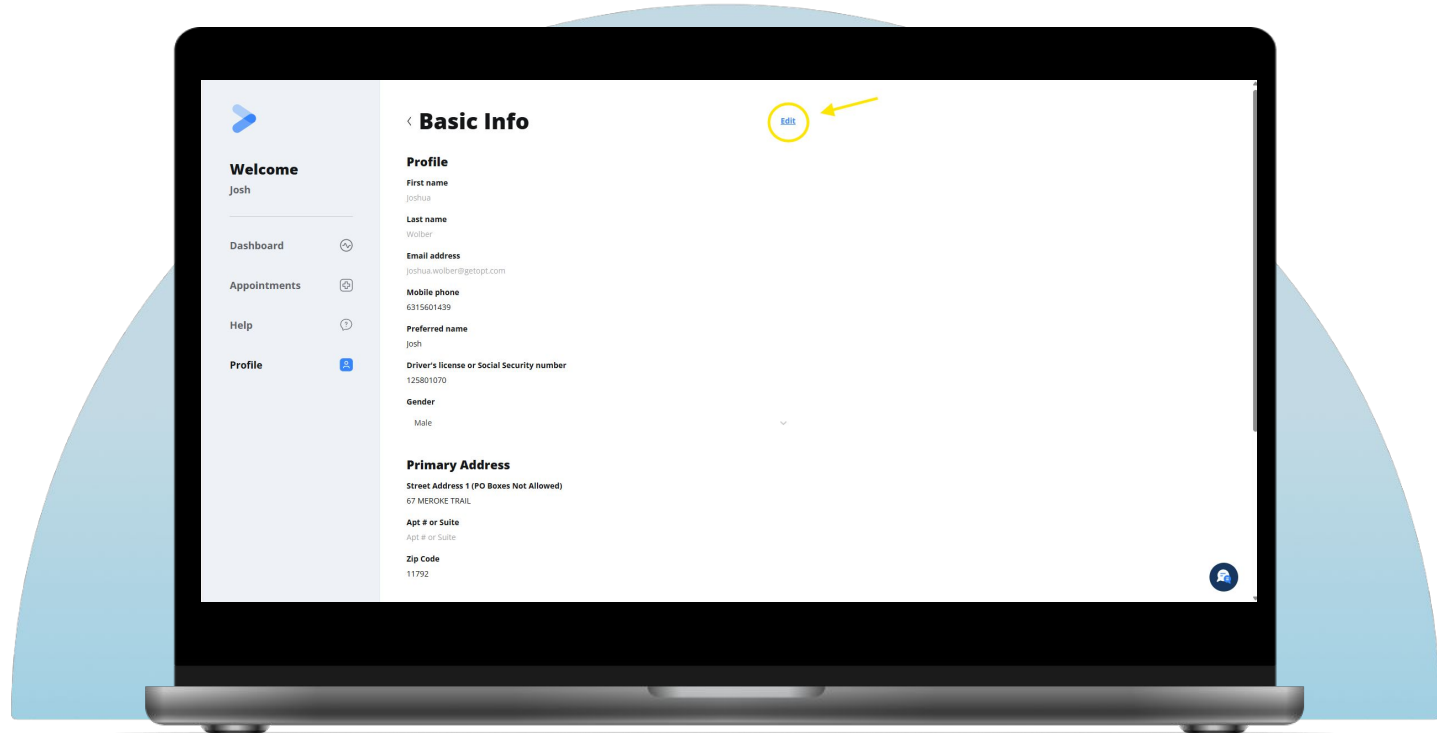 Basic Info
Edit
Welcome
Josh
Dashboard
Appointments
Help
Profile
Profile
First name
Joshua
Last name
Wolber
Email address
joshua.wolber@getopt.com
Mobile phone
6315601439
Preferred name
Josh
Driver's license or Social Security number
125801070
Gender
Male
Primary Address
Street Address 1 (PO Boxes Not Allowed)
67 MEROKE TRAIL
Apt # or Suite
Apt # or Suite
Zip Code
11792